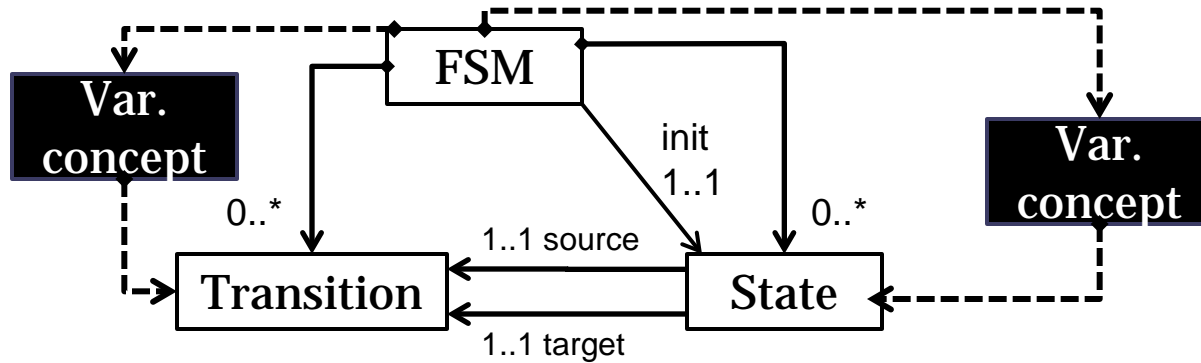 FSM
Var.
concept
Var.
concept
init
1..1
0..*
0..*
1..1 source
Transition
State
1..1 target